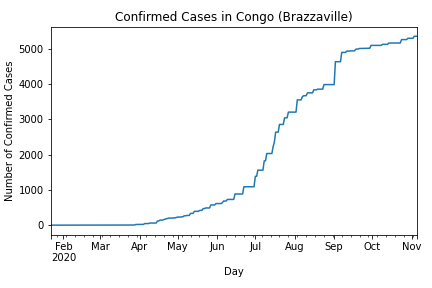 Confirmed Cases in Congo (Brazzaville)
Number of Confirmed Cases
5000
4000
3000
2000
1000
0
Feb Mar Apr May Jun Jul Aug Sep Oct Nov
2020
Day